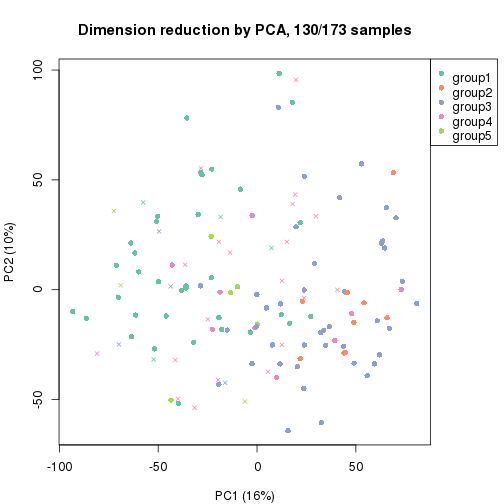 Dimension reduction by PCA, 130/173 samples
group1
group2
group3
group4
group5
100
50
0
-50
PC2 (10%)
-100
-50
0
50
PC1 (16%)